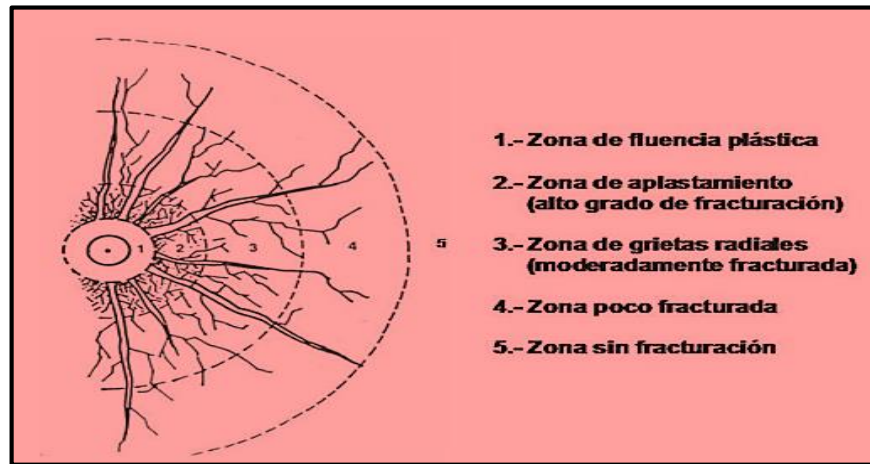 1 2 3 4 5
1.- Zona de fluencia plástica
2.- Zona de aplastamiento
(alto grado de fracturación)
3.- Zona de grietas radiales
(moderadamente fracturada)
4.- Zona poco fracturada
5.- Zona sin fracturación